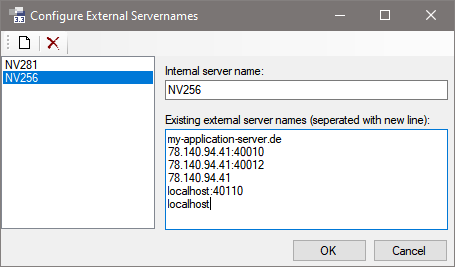 Configure External Servernames
3.3
NV281
NV256
Internal server name:
NV256
Existing external server names (seperated with new line):
my-application-server.de
78.140.94.41:40010
78.140.94.41:40012
78.140.94.41
localhost:40110
localhost
OK
Cancel